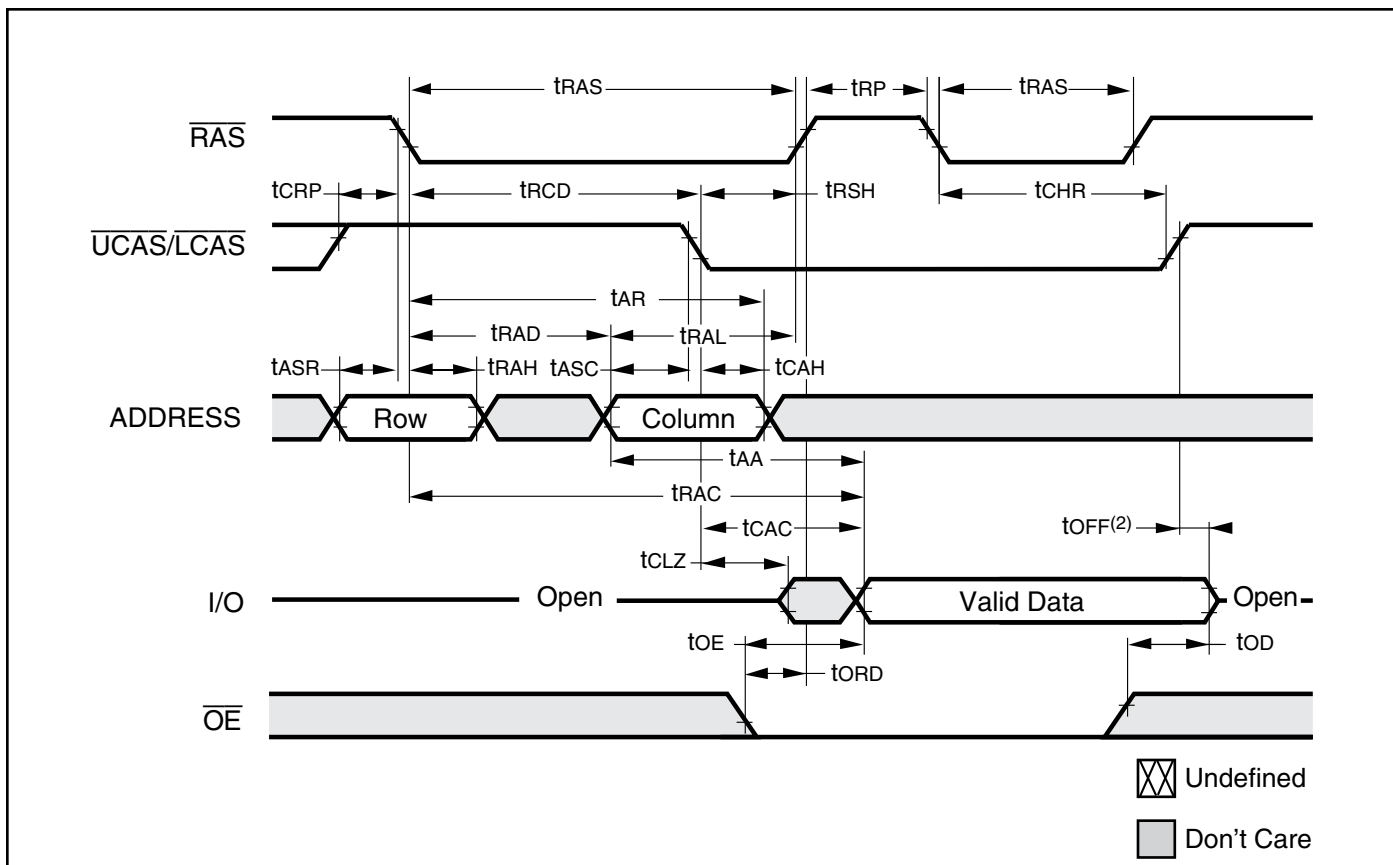 tRAS tRP tRAS
RAS
tCRP tRCD tRSH tCHR
UCAS/LCAS
tAR
tRAD tRAL
tASR tRAH tASC tCAH
ADDRESS Row Column
tAA
tRAC
tCAC tOFF(2)
tCLZ
I/O Open Valid Data Open
tOE tOD
tORD
OE
Undefined
Don't Care